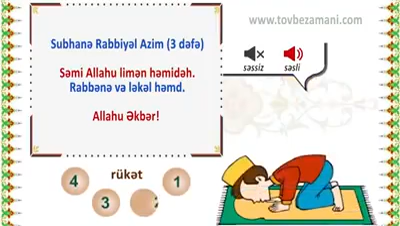 www.tovbezamani.com
Subhanə Rabbiyəl Azim (3 dəfə)
səssiz səsli
Səmi Allahu limən həmidəh.
Rabbənə va ləkəl həmd.
Allahu Əkbər!
rükət
4 3 1